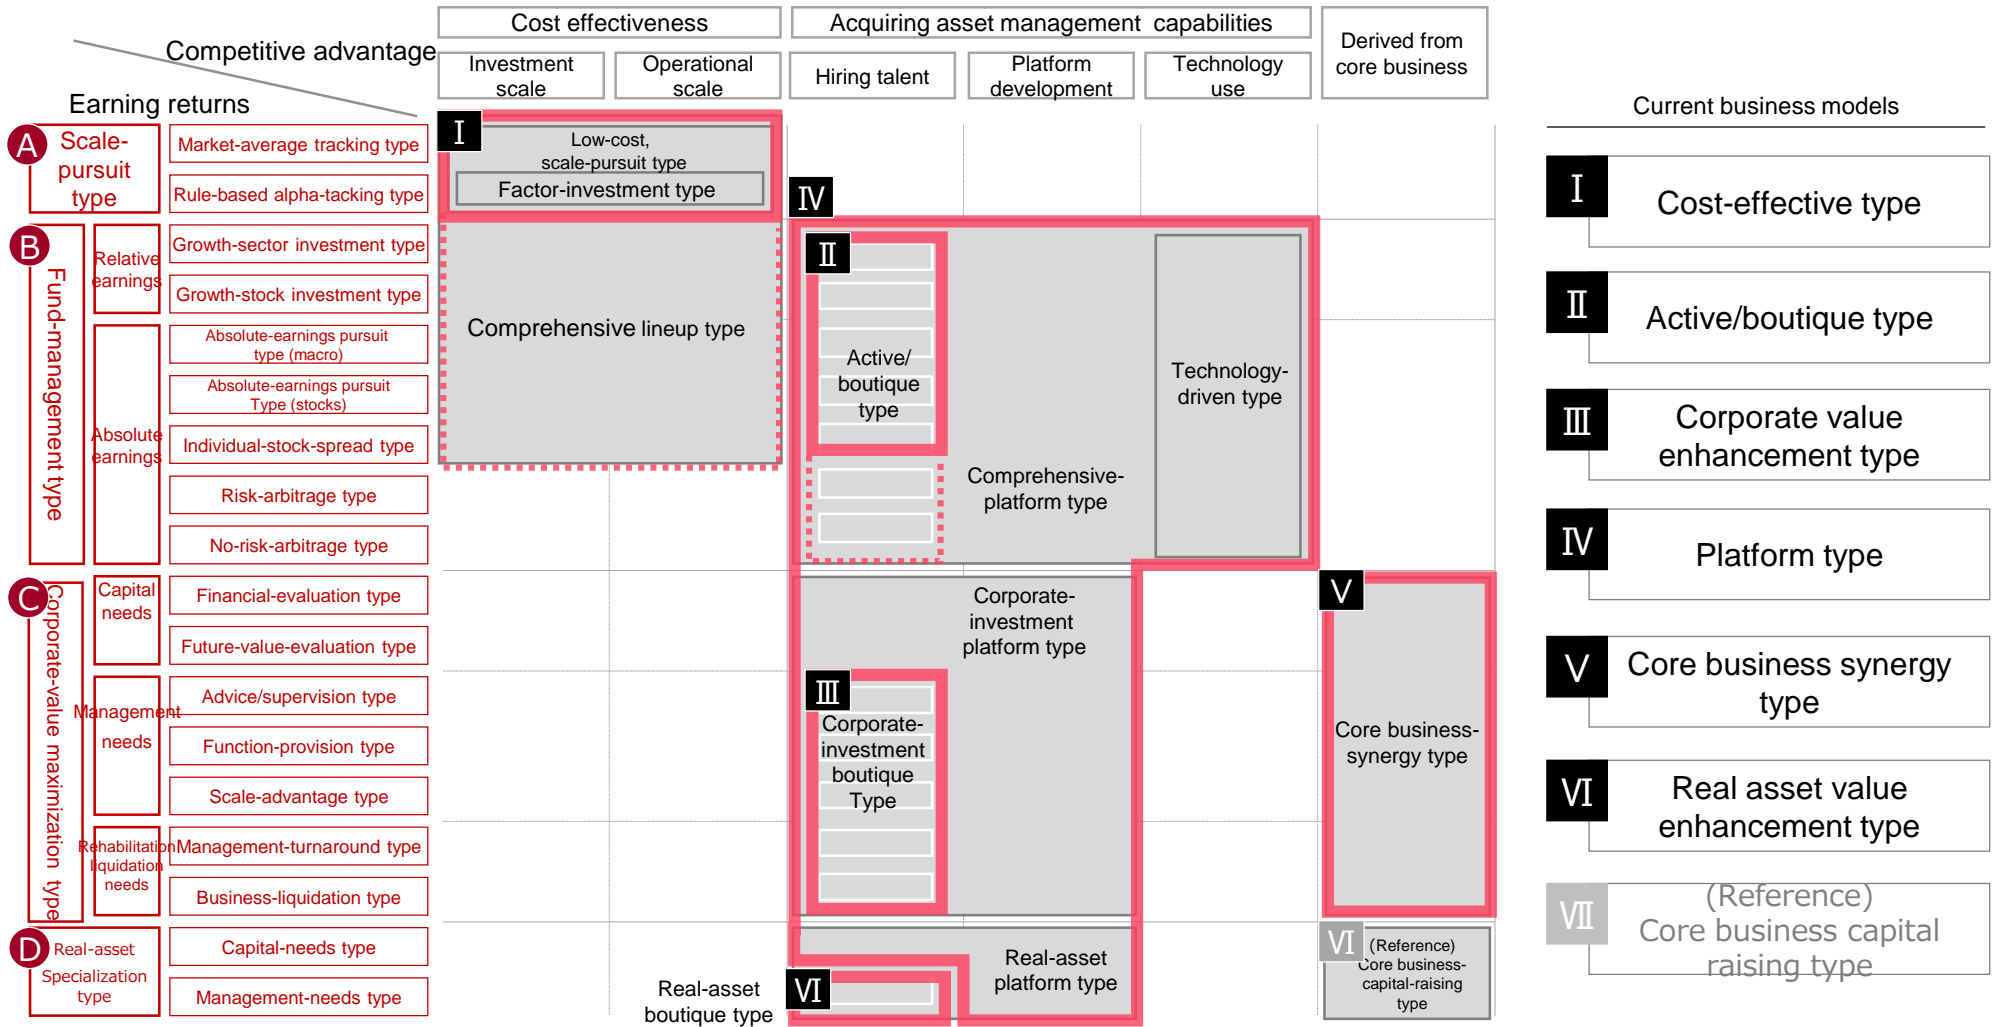 Cost effectiveness
Acquiring asset management capabilities
Derived from
core business
Competitive advantage
Investment
scale
Operational
scale
Hiring talent
Platform
development
Technology
use
Earning returns
A
Scale-
pursuit
type
Market-average tracking type
Rule-based alpha-tacking type
B
Fund-management type
Relative
earnings
Growth-sector investment type
Growth-stock investment type
Absolute
earnings
Absolute-earnings pursuit
type (macro)
Absolute-earnings pursuit
Type (stocks)
Individual-stock-spread type
Risk-arbitrage type
No-risk-arbitrage type
C
Corporate-value maximization type
Capital
needs
Financial-evaluation type
Future-value-evaluation type
Management
needs
Advice/supervision type
Function-provision type
Scale-advantage type
Rehabilitation
liquidation
needs
Management-turnaround type
Business-liquidation type
D
Real-asset
Specialization
type
Capital-needs type
Management-needs type
Ⅰ
Low-cost,
scale-pursuit type
Factor-investment type
Comprehensive lineup type
Ⅳ
Ⅱ
Active/
boutique
type
Technology-
driven type
Comprehensive-
platform type
Corporate-
investment
platform type
Ⅲ
Corporate-
investment
boutique
Type
Ⅴ
Core business-
synergy type
Real-asset
platform type
Ⅵ
Real-asset
boutique type
Ⅵ
(Reference)
Core business-
capital-raising
type
Current business models
Ⅰ
Cost-effective type
Ⅱ
Active/boutique type
Ⅲ
Corporate value
enhancement type
Ⅳ
Platform type
Ⅴ
Core business synergy
type
Ⅵ
Real asset value
enhancement type
Ⅶ
(Reference)
Core business capital
raising type